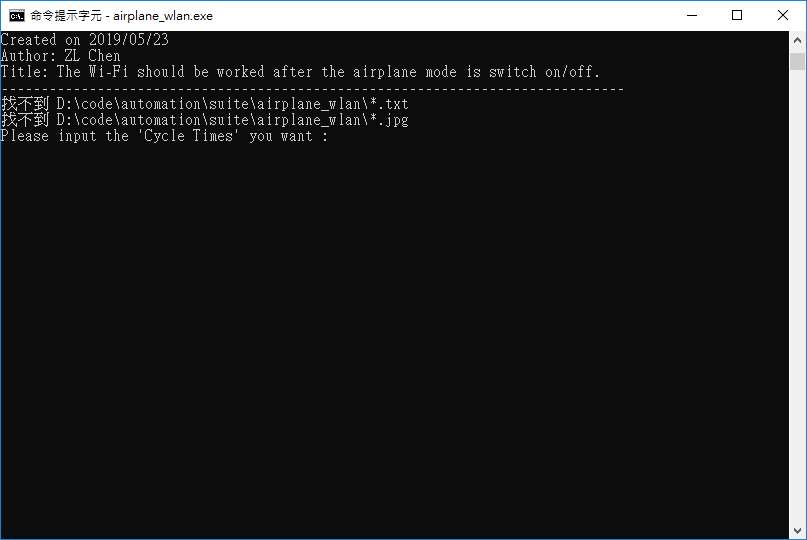 命令提示字元 - airplane_wlan.exe
Created on 2019/05/23
Author: ZL Chen
Title: The Wi-Fi should be worked after the airplane mode is switch on/off.
-------------------------------------------------------------------------------
找不到 D:\code\automation\suite\airplane_wlan\*.txt
找不到 D:\code\automation\suite\airplane_wlan\*.jpg
Please input the 'Cycle Times' you want :